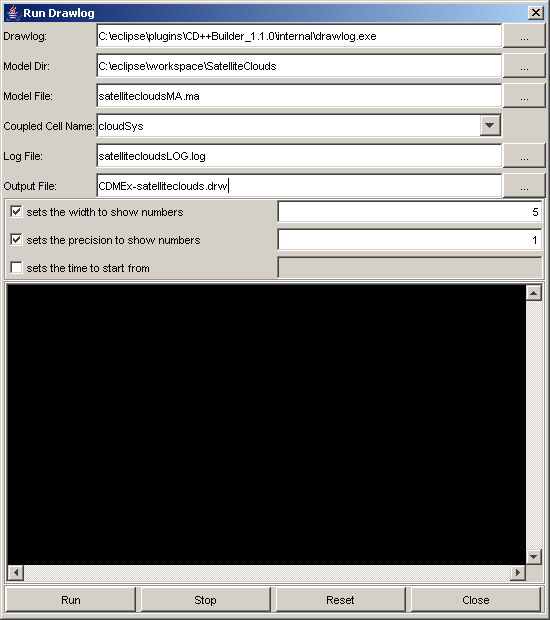 Run Drawlog
Drawlog: C:\eclipse\plugins\CD++Builder_1.1.0\internal\drawlog.exe ...
Model Dir: C:\eclipse\workspace\SatelliteClouds ...
Model File: satellitecloudsMA.ma ...
Coupled Cell Name: cloudSys
Log File: satellitecloudsLOG.log ...
Output File: CDMEx-satelliteclouds.drw ...
sets the width to show numbers 5
sets the precision to show numbers 1
sets the time to start from
Run Stop Reset Close